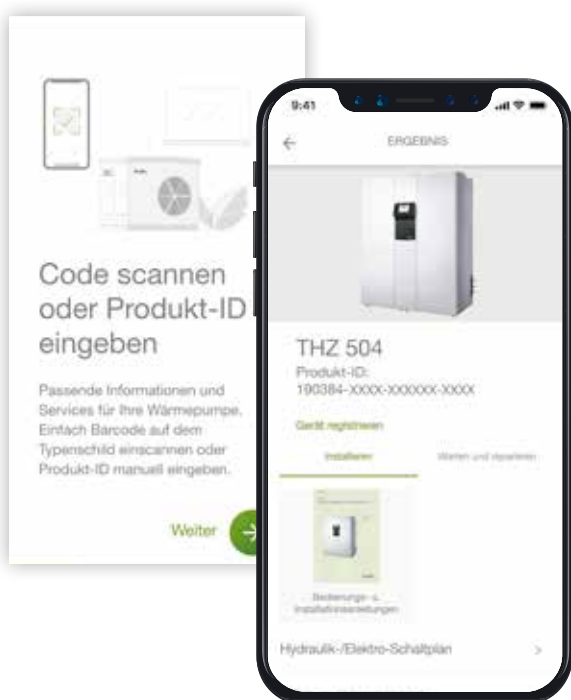 Code scannen
oder Produkt-ID
eingeben
Passende Informationen und
Services für Ihre Wärmepumpe.
Einfach Barcode auf dem
Typenschild einscannen oder
Produkt-ID manuell eingeben.
Weiter
9:41
ERGEBNIS
THZ 504
Produkt-ID:
190384-XXXX-XXXXXX-XXXX
Gerät registrieren
Installieren Warten und reparieren
Bedienungs- u.
Installationsanleitungen
Hydraulik-/Elektro-Schaltplan